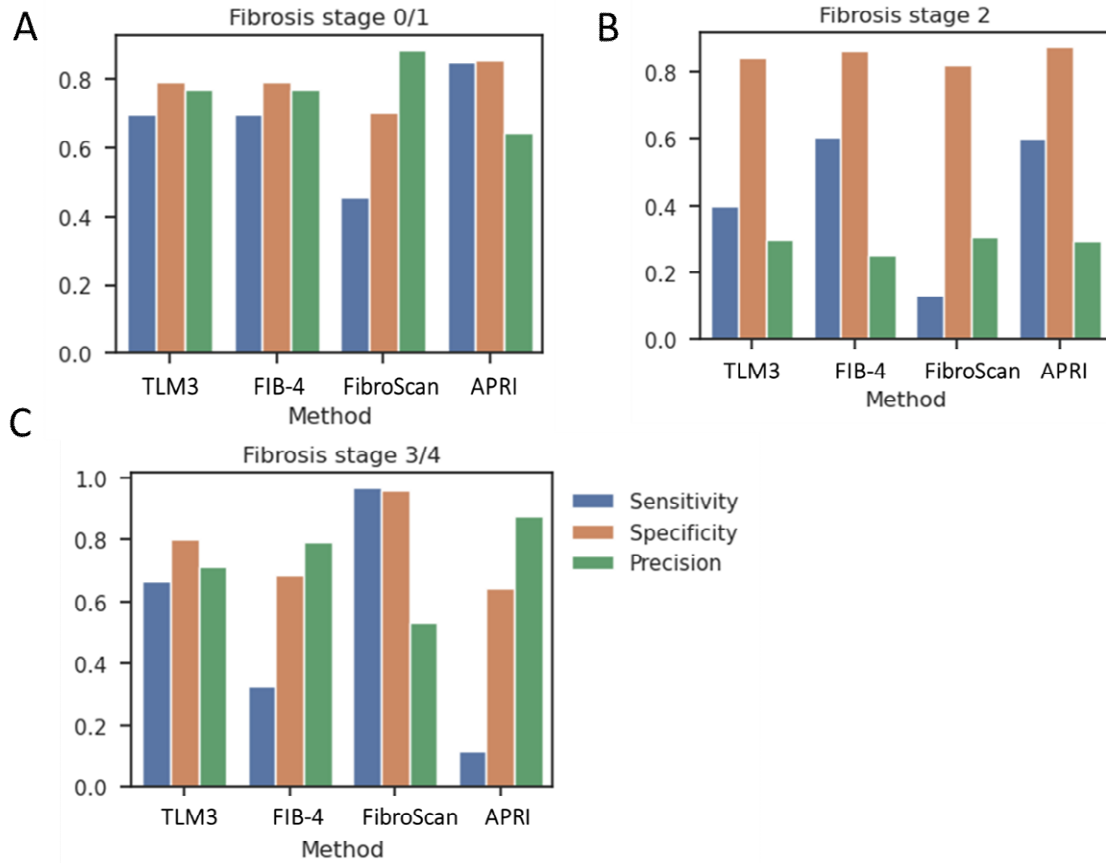 A
Fibrosis stage 0/1
0.8
0.6
0.4
0.2
0.0
TLM3 FIB-4 FibroScan APRI
Method
B
Fibrosis stage 2
0.8
0.6
0.4
0.2
0.0
TLM3 FIB-4 FibroScan APRI
Method
C
Fibrosis stage 3/4
1.0
0.8
0.6
0.4
0.2
0.0
TLM3 FIB-4 FibroScan APRI
Method
Sensitivity
Specificity
Precision